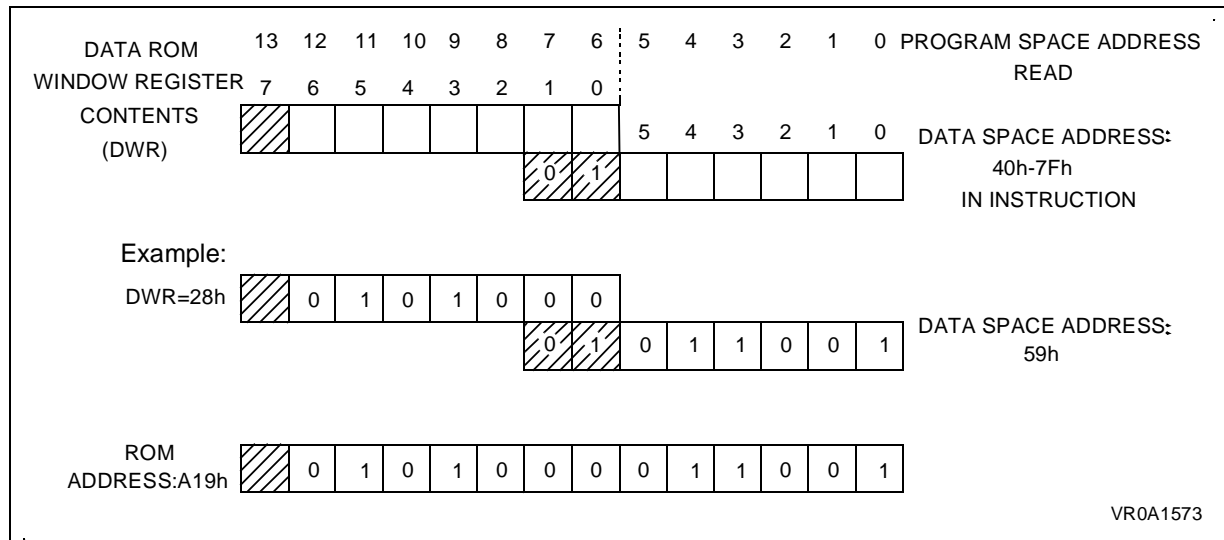 DATA ROM 13 12 11 10 9 8 7 6 5 4 3 2 1 0 PROGRAM SPACE ADDRESS
READ
WINDOW REGISTER 7 6 5 4 3 2 1 0
CONTENTS
(DWR)
5 4 3 2 1 0 DATA SPACE ADDRESS:
0 1 40h-7Fh
IN INSTRUCTION
Example:
DWR=28h 0 1 0 1 0 0 0
0 1 0 1 1 0 0 1 DATA SPACE ADDRESS:
59h
ROM
ADDRESS:A19h 0 1 0 1 0 0 0 0 1 1 0 0 1
VR0A1573